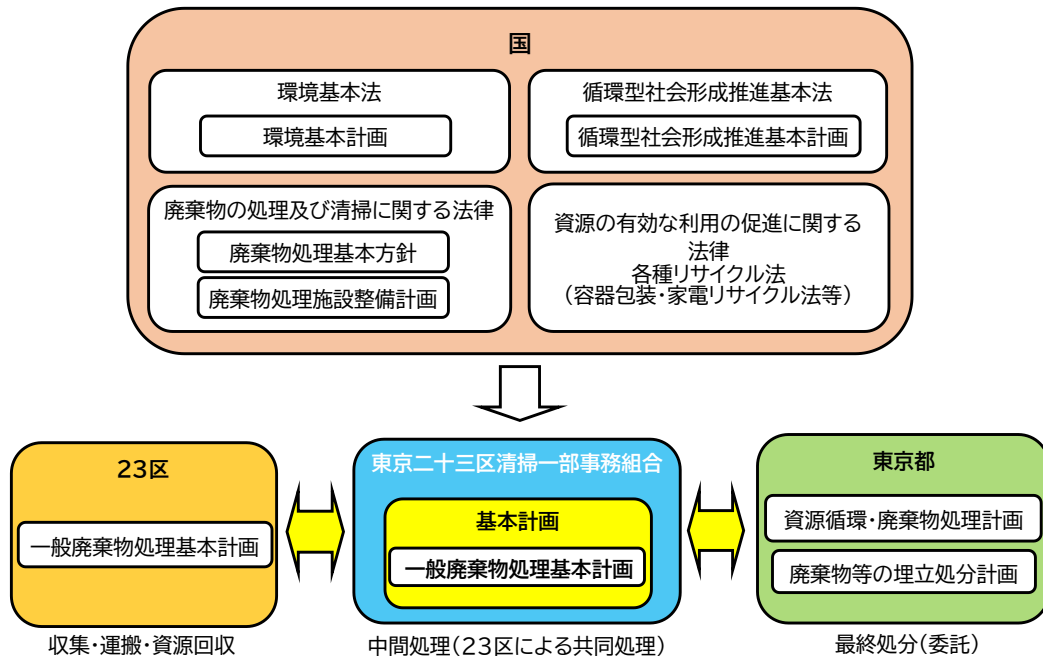 国
環境基本法
環境基本計画
循環型社会形成推進基本法
循環型社会形成推進基本計画
廃棄物の処理及び清掃に関する法律
廃棄物処理基本方針
廃棄物処理施設整備計画
資源の有効な利用の促進に関する
法律
各種リサイクル法
(容器包装・家電リサイクル法等)
23区
一般廃棄物処理基本計画
収集・運搬・資源回収
東京二十三区清掃一部事務組合
基本計画
一般廃棄物処理基本計画
中間処理(23区による共同処理)
東京都
資源循環・廃棄物処理計画
廃棄物等の埋立処分計画
最終処分(委託)